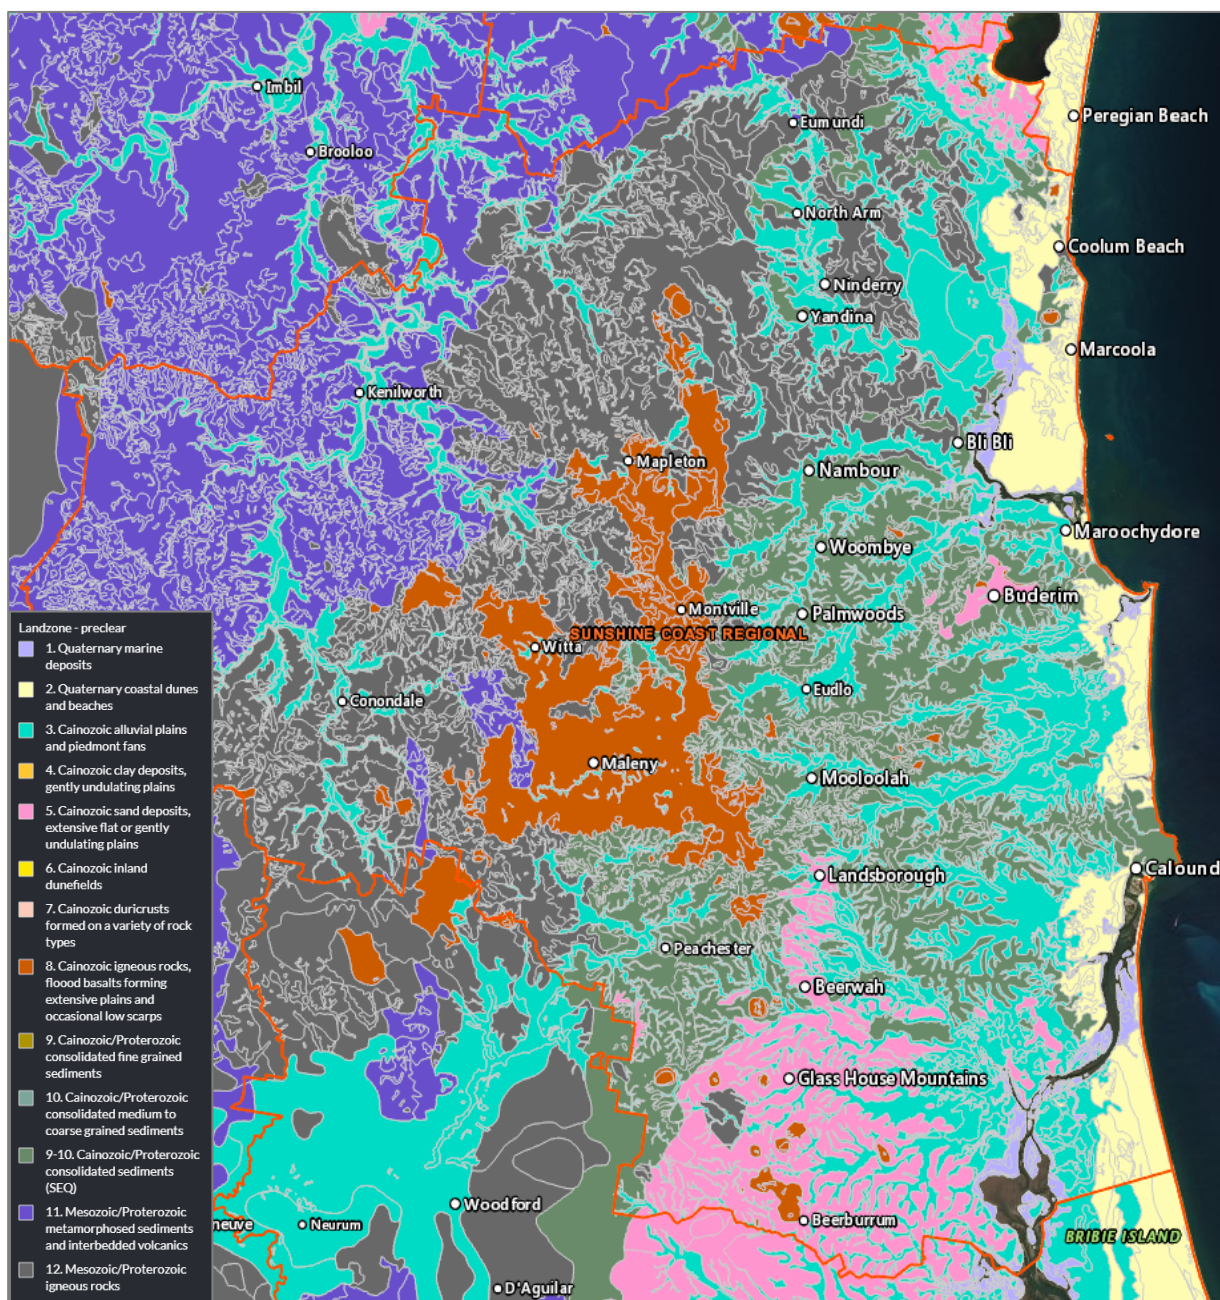 Imbil
Peregian Beach
Eumundi
Brooloo
North Arm
Coolum Beach
Ninderry
Yandina
Marcoola
Kenilworth
Bli Bli
Mapleton
Nambour
Maroochydore
Woombye
Buderim
Montville
Palmwoods
SUNSHINE COAST REGIONAL
Witta
Eudlo
Conondale
Maleny
Mooloolah
Landsborough
Calound
Peachester
Beerwah
Glass House Mountains
Woodford
neuve
Neurum
Beerburrum
BRIBIE ISLAND
D'Aguilar
Landzone - preclear
1. Quaternary marine
deposits
2. Quaternary coastal dunes
and beaches
3. Cainozoic alluvial plains
and piedmont fans
4. Cainozoic clay deposits,
gently undulating plains
5. Cainozoic sand deposits,
extensive flat or gently
undulating plains
6. Cainozoic inland
dunefields
7. Cainozoic duricrusts
formed on a variety of rock
types
8. Cainozoic igneous rocks,
floood basalts forming
extensive plains and
occasional low scarps
9. Cainozoic/Proterozoic
consolidated fine grained
sediments
10. Cainozoic/Proterozoic
consolidated medium to
coarse grained sediments
9-10. Cainozoic/Proterozoic
consolidated sediments
(SEQ)
11. Mesozoic/Proterozoic
metamorphosed sediments
and interbedded volcanics
12. Mesozoic/Proterozoic
igneous rocks